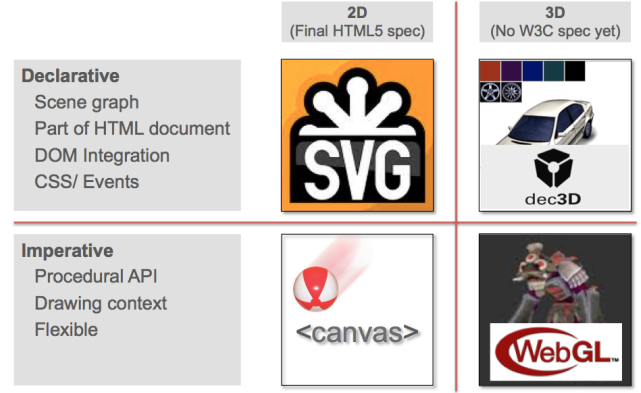 2D
(Final HTML5 spec)
3D
(No W3C spec yet)
Declarative
Scene graph
Part of HTML document
DOM Integration
CSS/ Events
SVG
dec3D
Imperative
Procedural API
Drawing context
Flexible
<canvas>
WebGL™